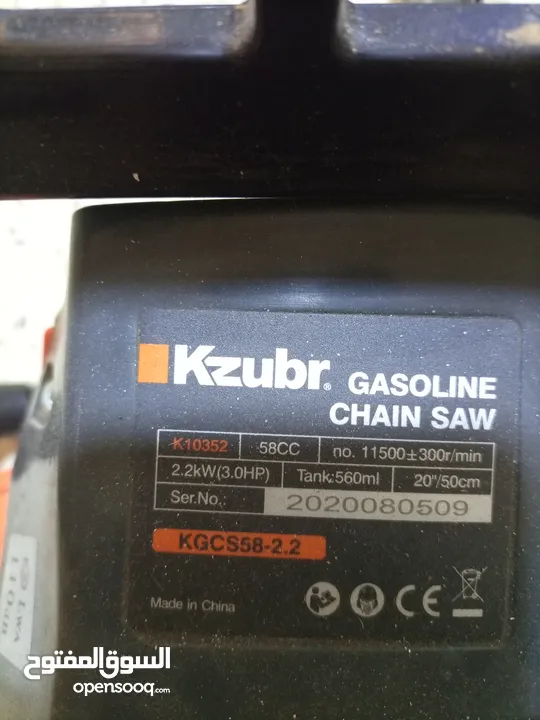 Kzubr® GASOLINE
CHAIN SAW
K10352 58CC no. 11500±300r/min
2.2kW(3.0HP) Tank:560ml 20"/50cm
Ser.No.: 2020080509
KGCS58-2.2
Made in China
CE
LWA
السوق المفتوح
opensooq.com